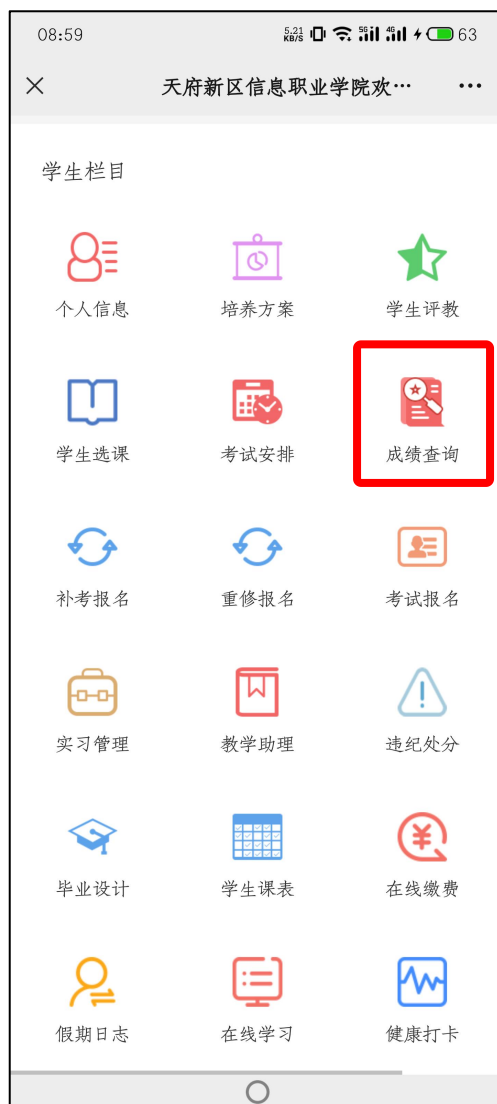 08:59 5.21 KB/S 5G 4G 63
天府新区信息职业学院欢… ···
学生栏目
个人信息 培养方案 学生评教
学生选课 考试安排 成绩查询
补考报名 重修报名 考试报名
实习管理 教学助理 违纪处分
毕业设计 学生课表 在线缴费
假期日志 在线学习 健康打卡